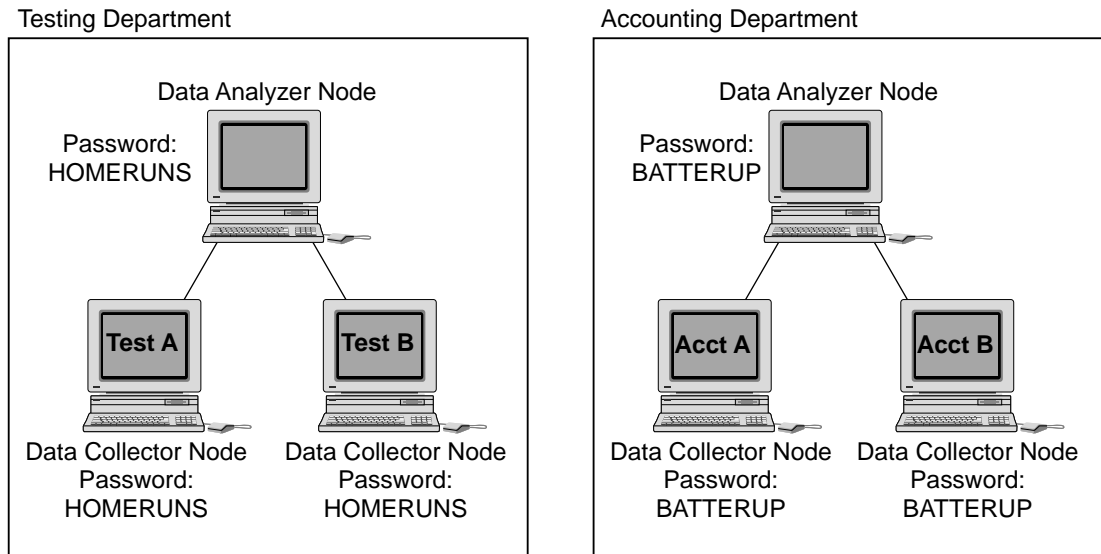 Testing Department
Data Analyzer Node
Password:
HOMERUNS
Test A
Test B
Data Collector Node
Password:
HOMERUNS
Data Collector Node
Password:
HOMERUNS
Accounting Department
Data Analyzer Node
Password:
BATTERUP
Acct A
Acct B
Data Collector Node
Password:
BATTERUP
Data Collector Node
Password:
BATTERUP